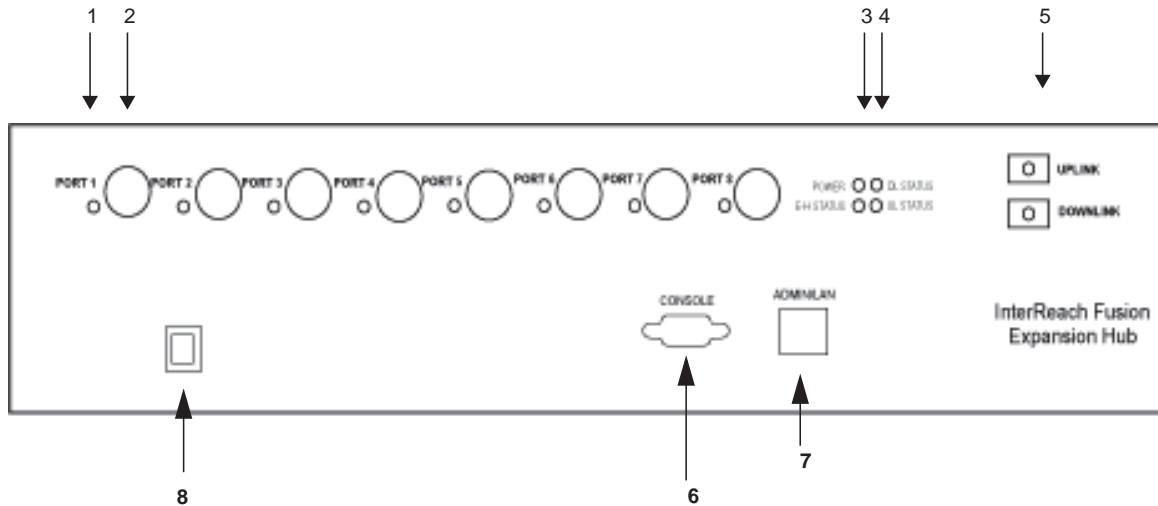 1 2 3 4 5
PORT 1 PORT 2 PORT 3 PORT 4 PORT 5 PORT 6 PORT 7 PORT 8
POWER DL STATUS
E-H STATUS UL STATUS
UPLINK
DOWNLINK
CONSOLE
ADMIN/LAN
InterReach Fusion
Expansion Hub
8 6 7